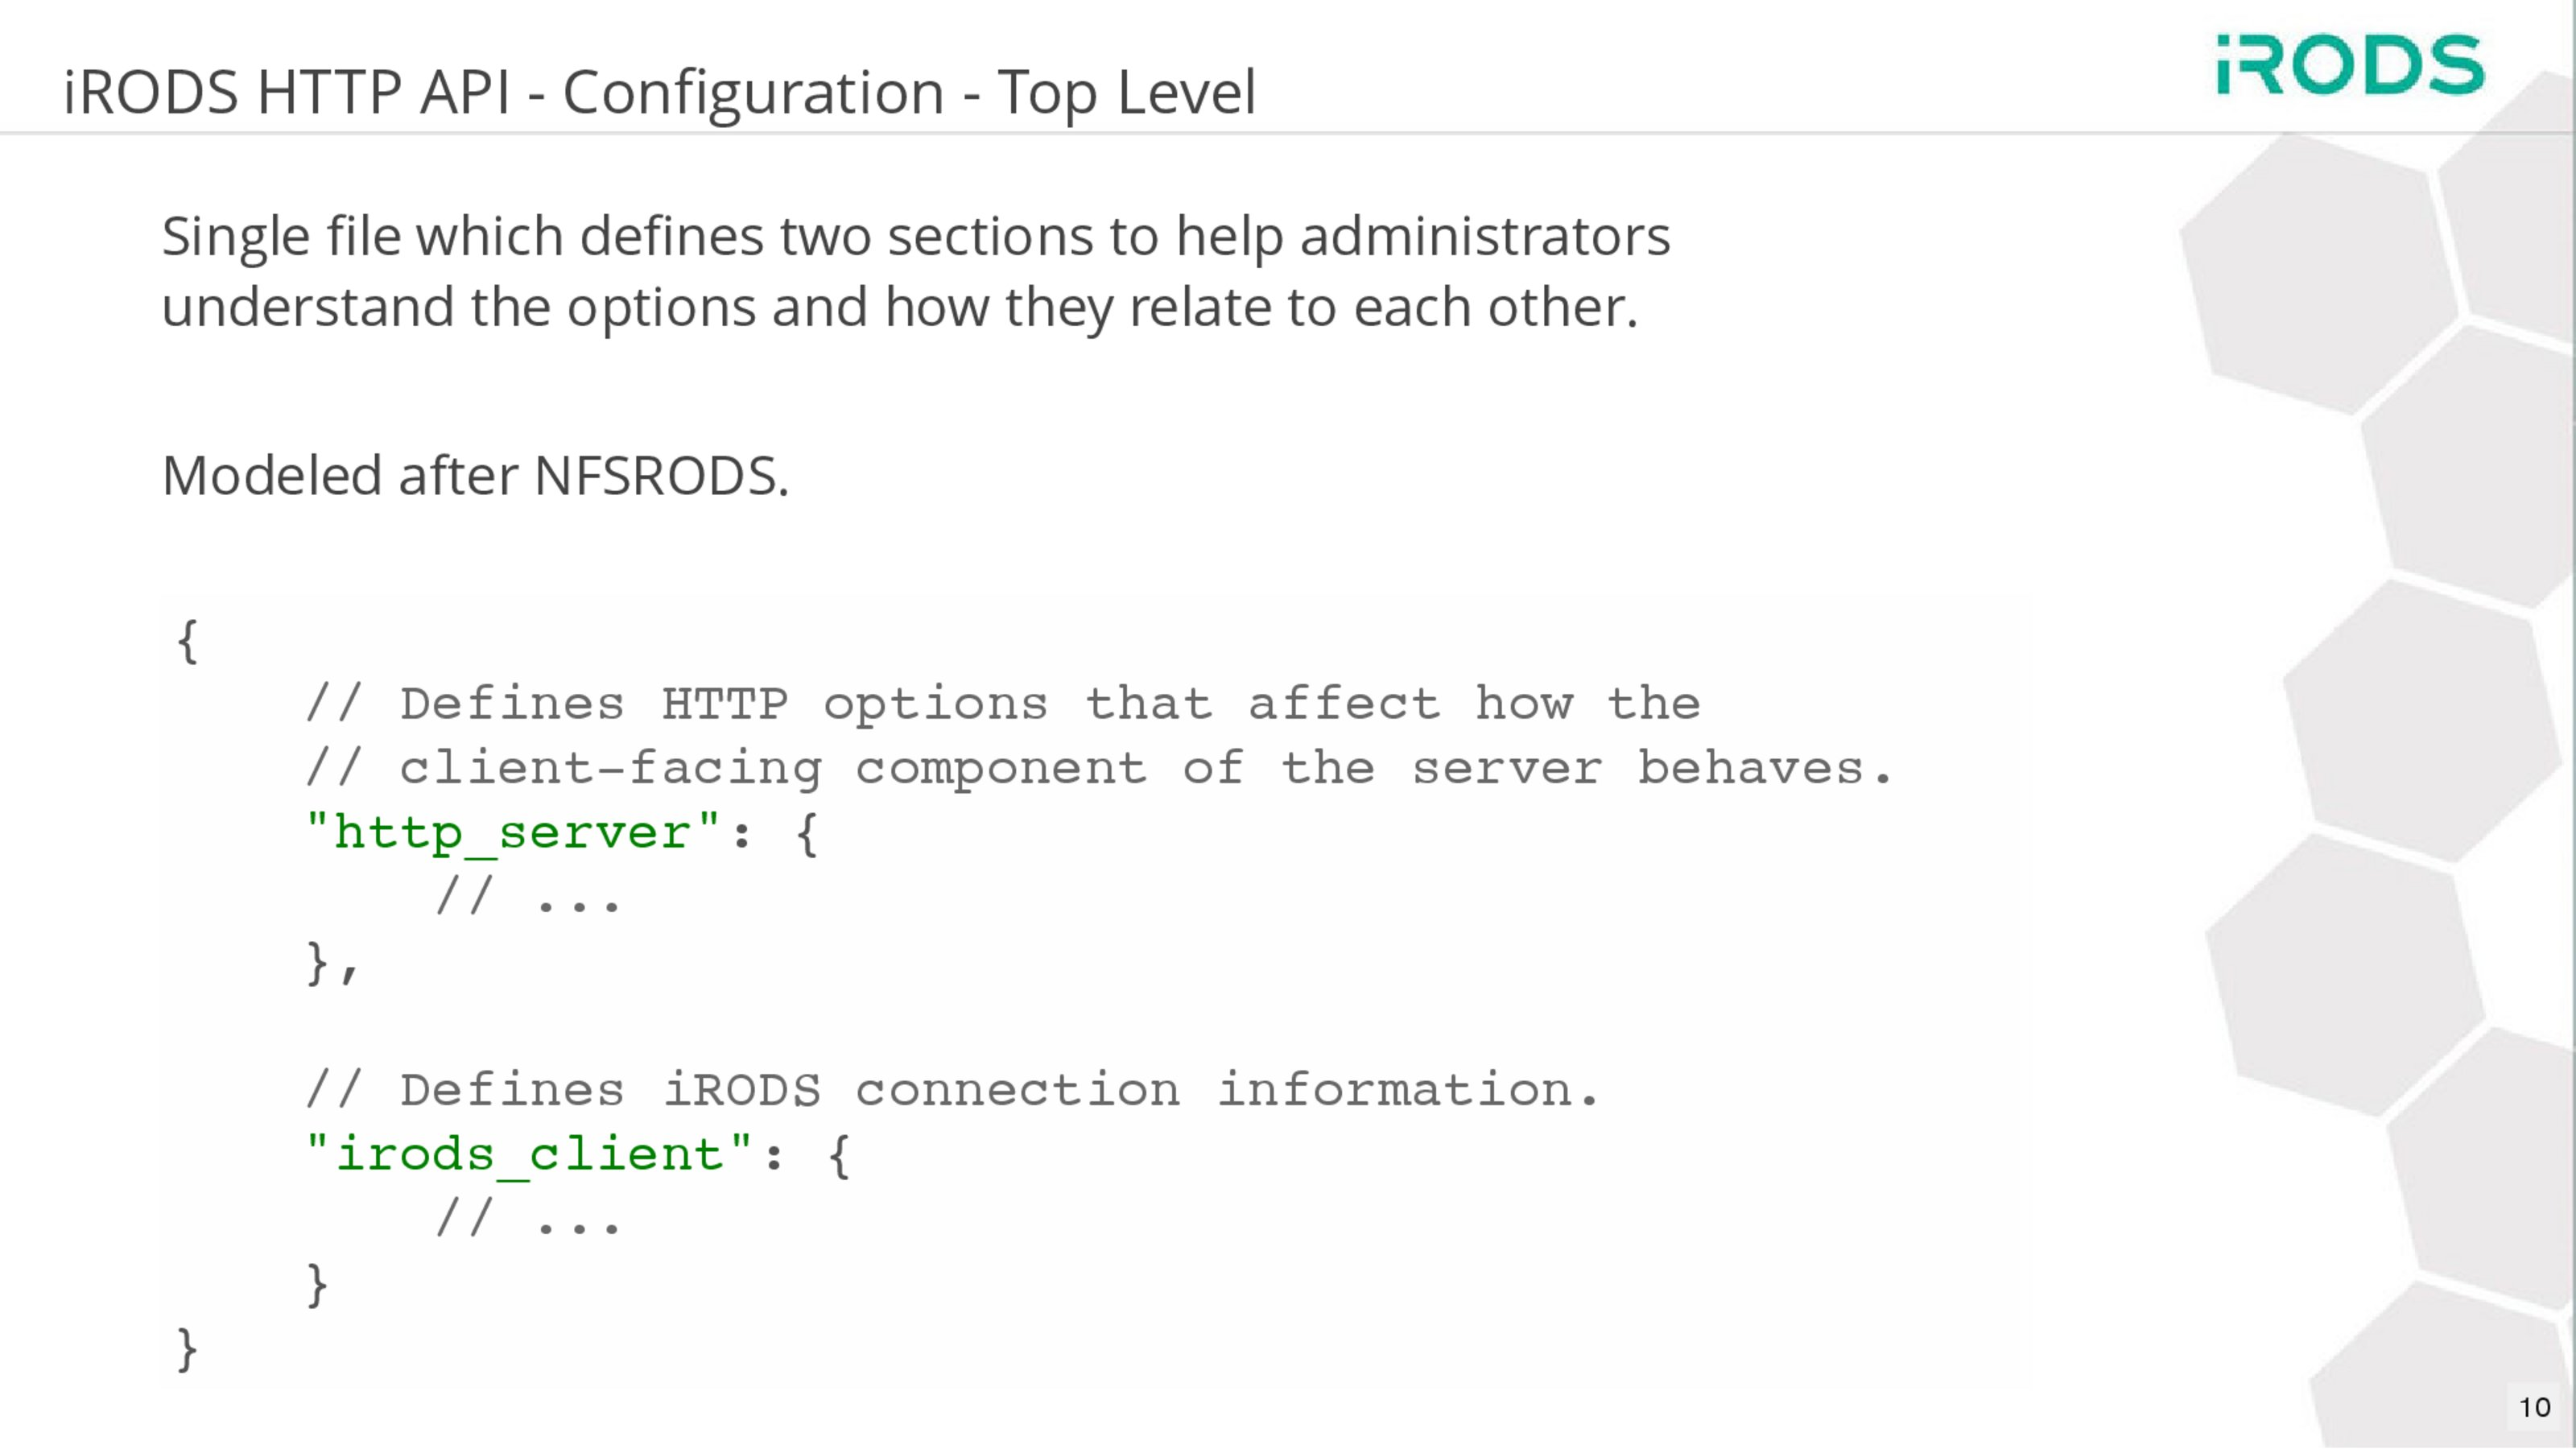 iRODS HTTP API - Configuration - Top Level
iRODS
Single file which defines two sections to help administrators
understand the options and how they relate to each other.
Modeled after NFSRODS.
{
    // Defines HTTP options that affect how the
    // client-facing component of the server behaves.
    "http_server": {
        // ...
    },
    // Defines iRODS connection information.
    "irods_client": {
        // ...
    }
}
10